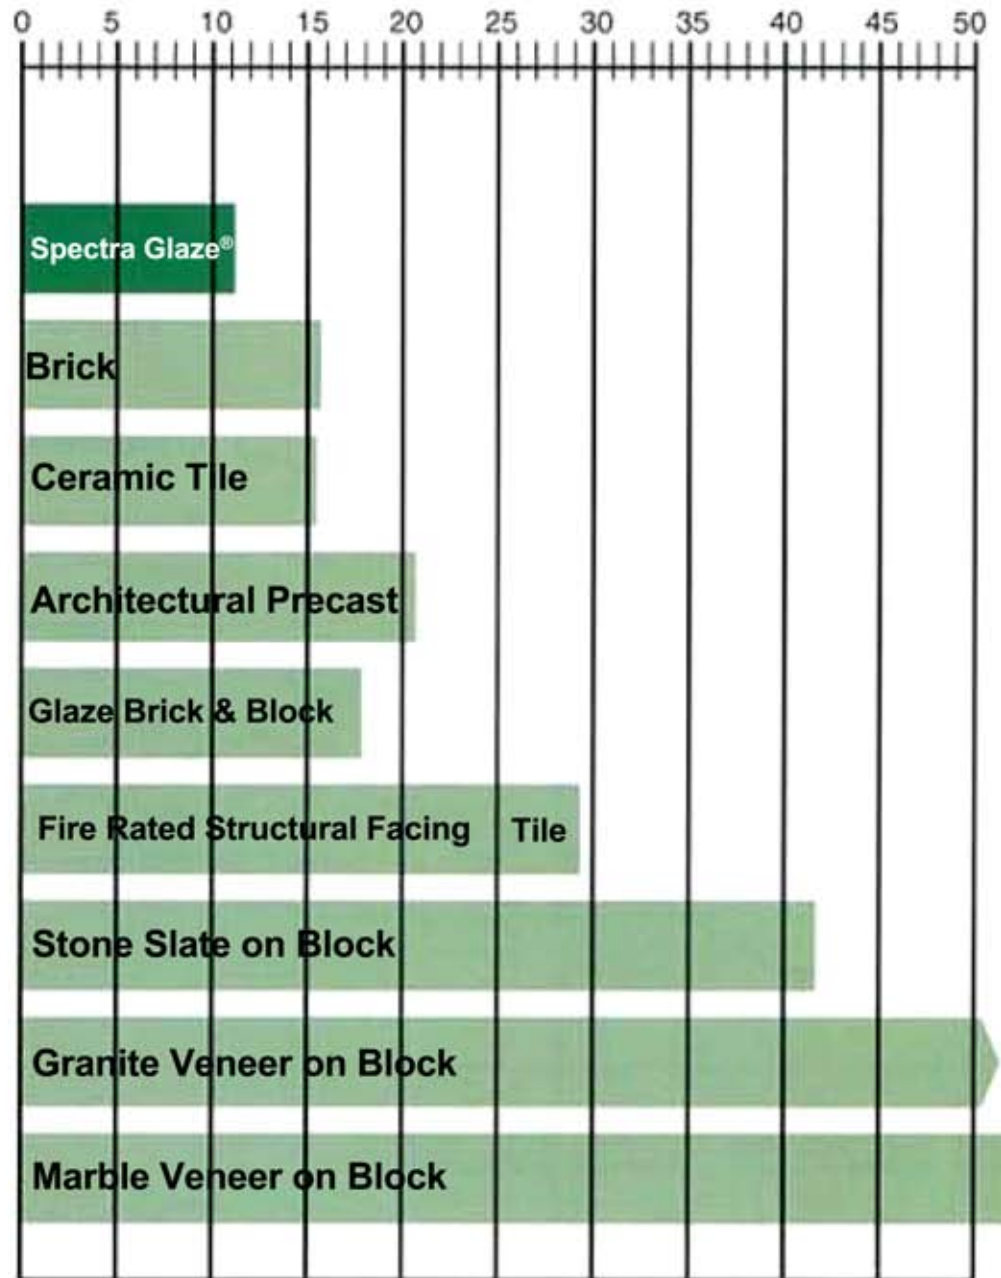 0 5 10 15 20 25 30 35 40 45 50
Spectra Glaze®
Brick
Ceramic Tile
Architectural Precast
Glaze Brick & Block
Fire Rated Structural Facing Tile
Stone Slate on Block
Granite Veneer on Block
Marble Veneer on Block